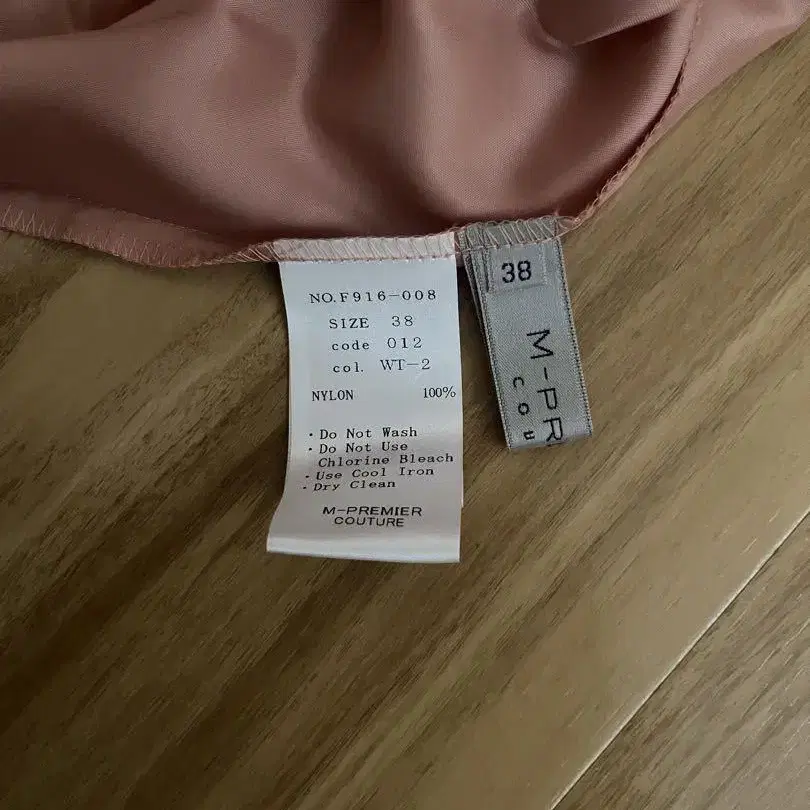 NO.F916-008
SIZE 38
code 012
col. WT-2
NYLON 100%
・Do Not Wash
・Do Not Use
Chlorine Bleach
・Use Cool Iron
・Dry Clean
M-PREMIER
COUTURE
38
M-PR
COU